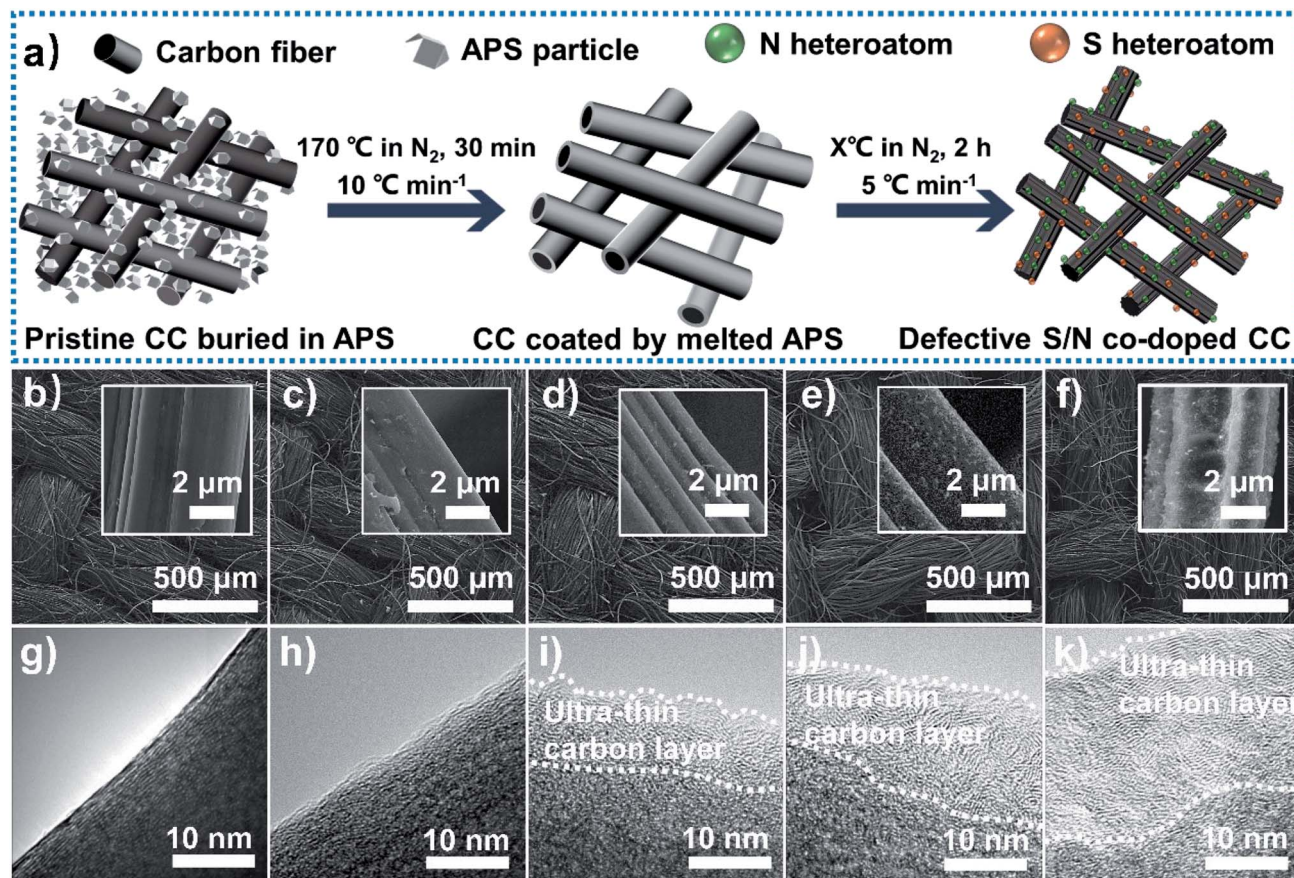 a)
Carbon fiber
APS particle
N heteroatom
S heteroatom
170 ℃ in N₂, 30 min
10 ℃ min⁻¹
X℃ in N₂, 2 h
5 ℃ min⁻¹
Pristine CC buried in APS
CC coated by melted APS
Defective S/N co-doped CC
b)
2 μm
500 μm
c)
2 μm
500 μm
d)
2 μm
500 μm
e)
2 μm
500 μm
f)
2 μm
500 μm
g)
10 nm
h)
10 nm
i)
Ultra-thin
carbon layer
10 nm
j)
Ultra-thin
carbon layer
10 nm
k)
Ultra-thin
carbon layer
10 nm